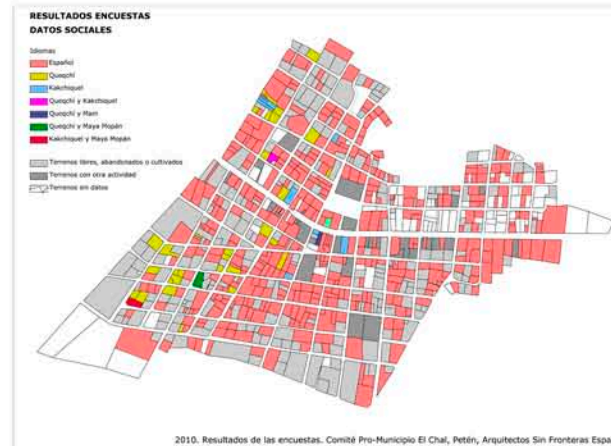 RESULTADOS ENCUESTAS
DATOS SOCIALES
Idiomas
Español
Queqchí
Kakchiquel
Queqchí y Kakchiquel
Queqchí y Mam
Queqchí y Maya Mopán
Kakchiquel y Maya Mopán
Terrenos libres, abandonados o cultivados
Terrenos con otra actividad
Terrenos sin datos
2010. Resultados de las encuestas. Comité Pro-Municipio El Chal, Petén, Arquitectos Sin Fronteras Espa